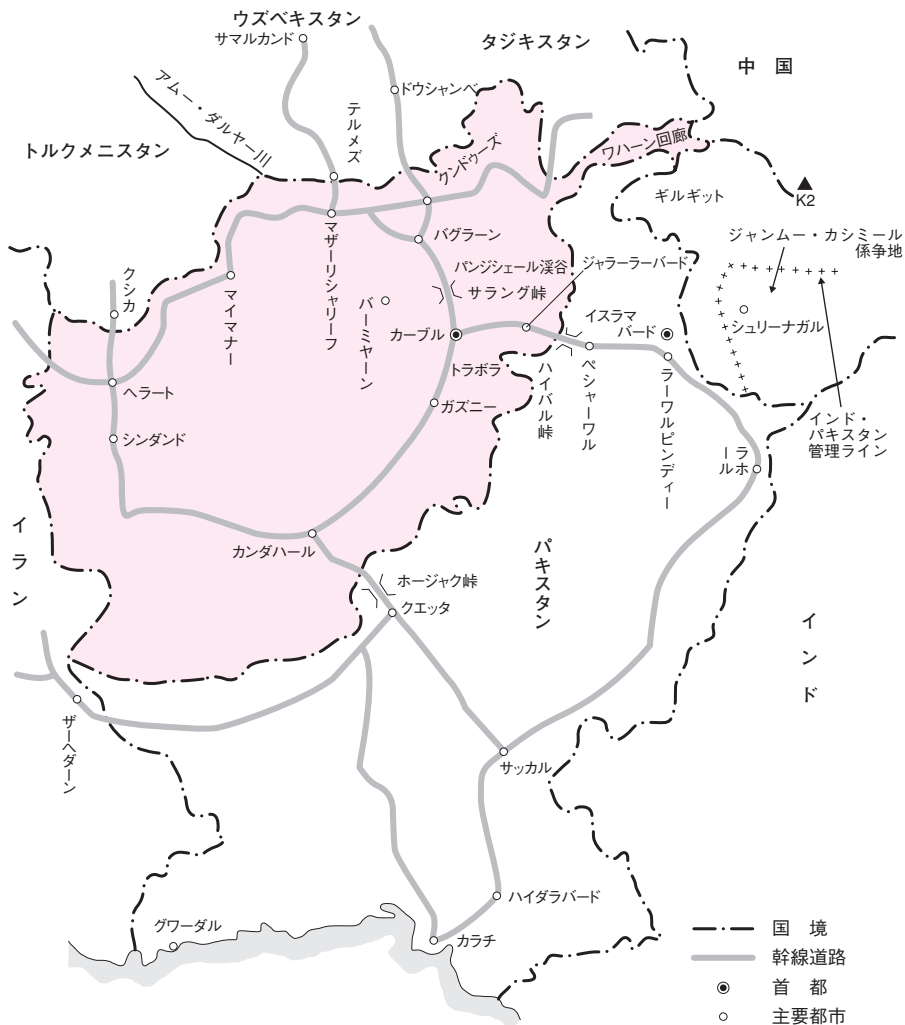 ウズベキスタン
サマルカンド
タジキスタン
中 国
アムー・ダルヤー川
ドゥシャンベ
テルメズ
トルクメニスタン
クンドゥーズ
ワハーン回廊
ギルギット
K2
ジャンムー・カシミール
係争地
バグラーン
パンジシェール渓谷
ジャラーラーバード
サラング峠
クシカ
マイマナー
マザーリシャリーフ
バーミヤーン
カーブル
イスラマ
バード
シュリーナガル
トラボラ
ハイバル峠
ペシャーワル
ラーワルピンディー
ヘラート
ガズニー
インド・
パキスタン
管理ライン
シンダンド
ラホ
ール
イラン
カンダハール
パキスタン
ホージャク峠
クエッタ
インド
ザーヘダーン
サッカル
ハイダラバード
グワーダル
カラチ
国 境
幹線道路
首 都
主要都市